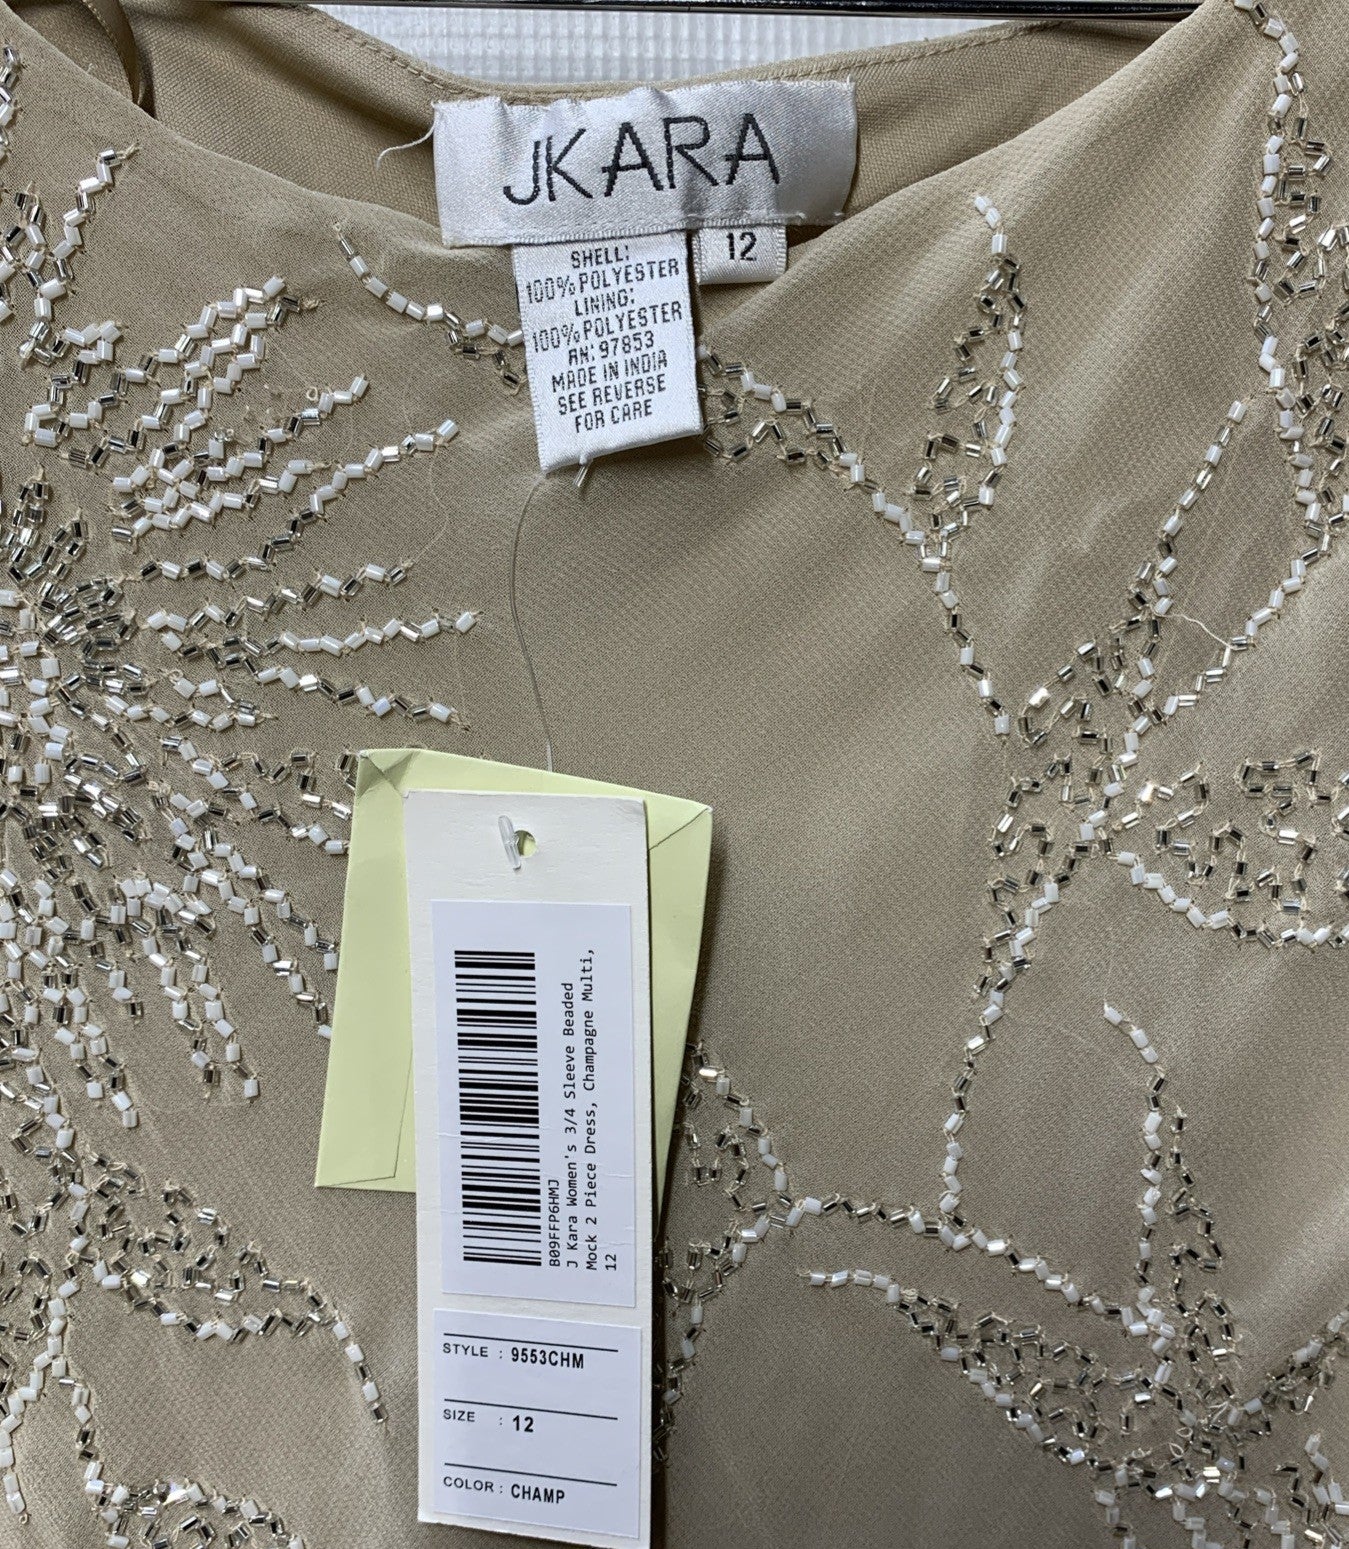 JKARA
12
SHELL:
100% POLYESTER
LINING:
100% POLYESTER
RN: 97853
MADE IN INDIA
SEE REVERSE
FOR CARE
B09FFP6HMJ
J Kara Women's 3/4 Sleeve Beaded
Mock 2 Piece Dress, Champagne Multi,
12
STYLE : 9553CHM
SIZE : 12
COLOR : CHAMP